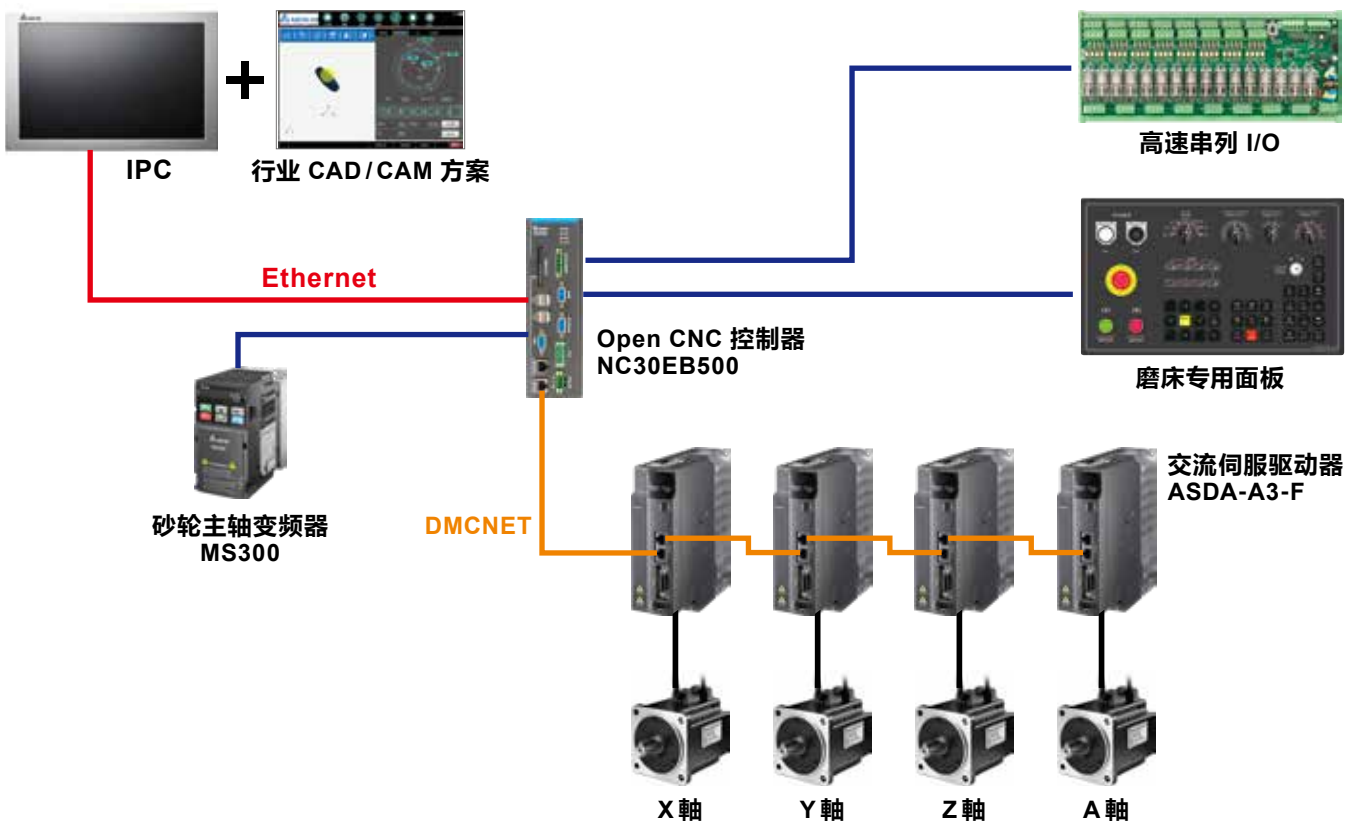 IPC
行业 CAD/CAM 方案
高速串列 I/O
Ethernet
Open CNC 控制器
NC30EB500
磨床专用面板
砂轮主轴变频器
MS300
DMCNET
交流伺服驱动器
ASDA-A3-F
X軸
Y軸
Z軸
A軸